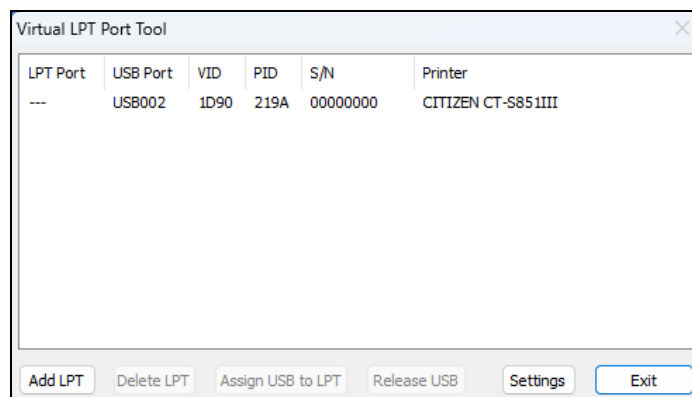 Virtual LPT Port Tool
LPT Port USB Port VID PID S/N Printer
--- USB002 1D90 219A 00000000 CITIZEN CT-S851III
Add LPT Delete LPT Assign USB to LPT Release USB Settings Exit